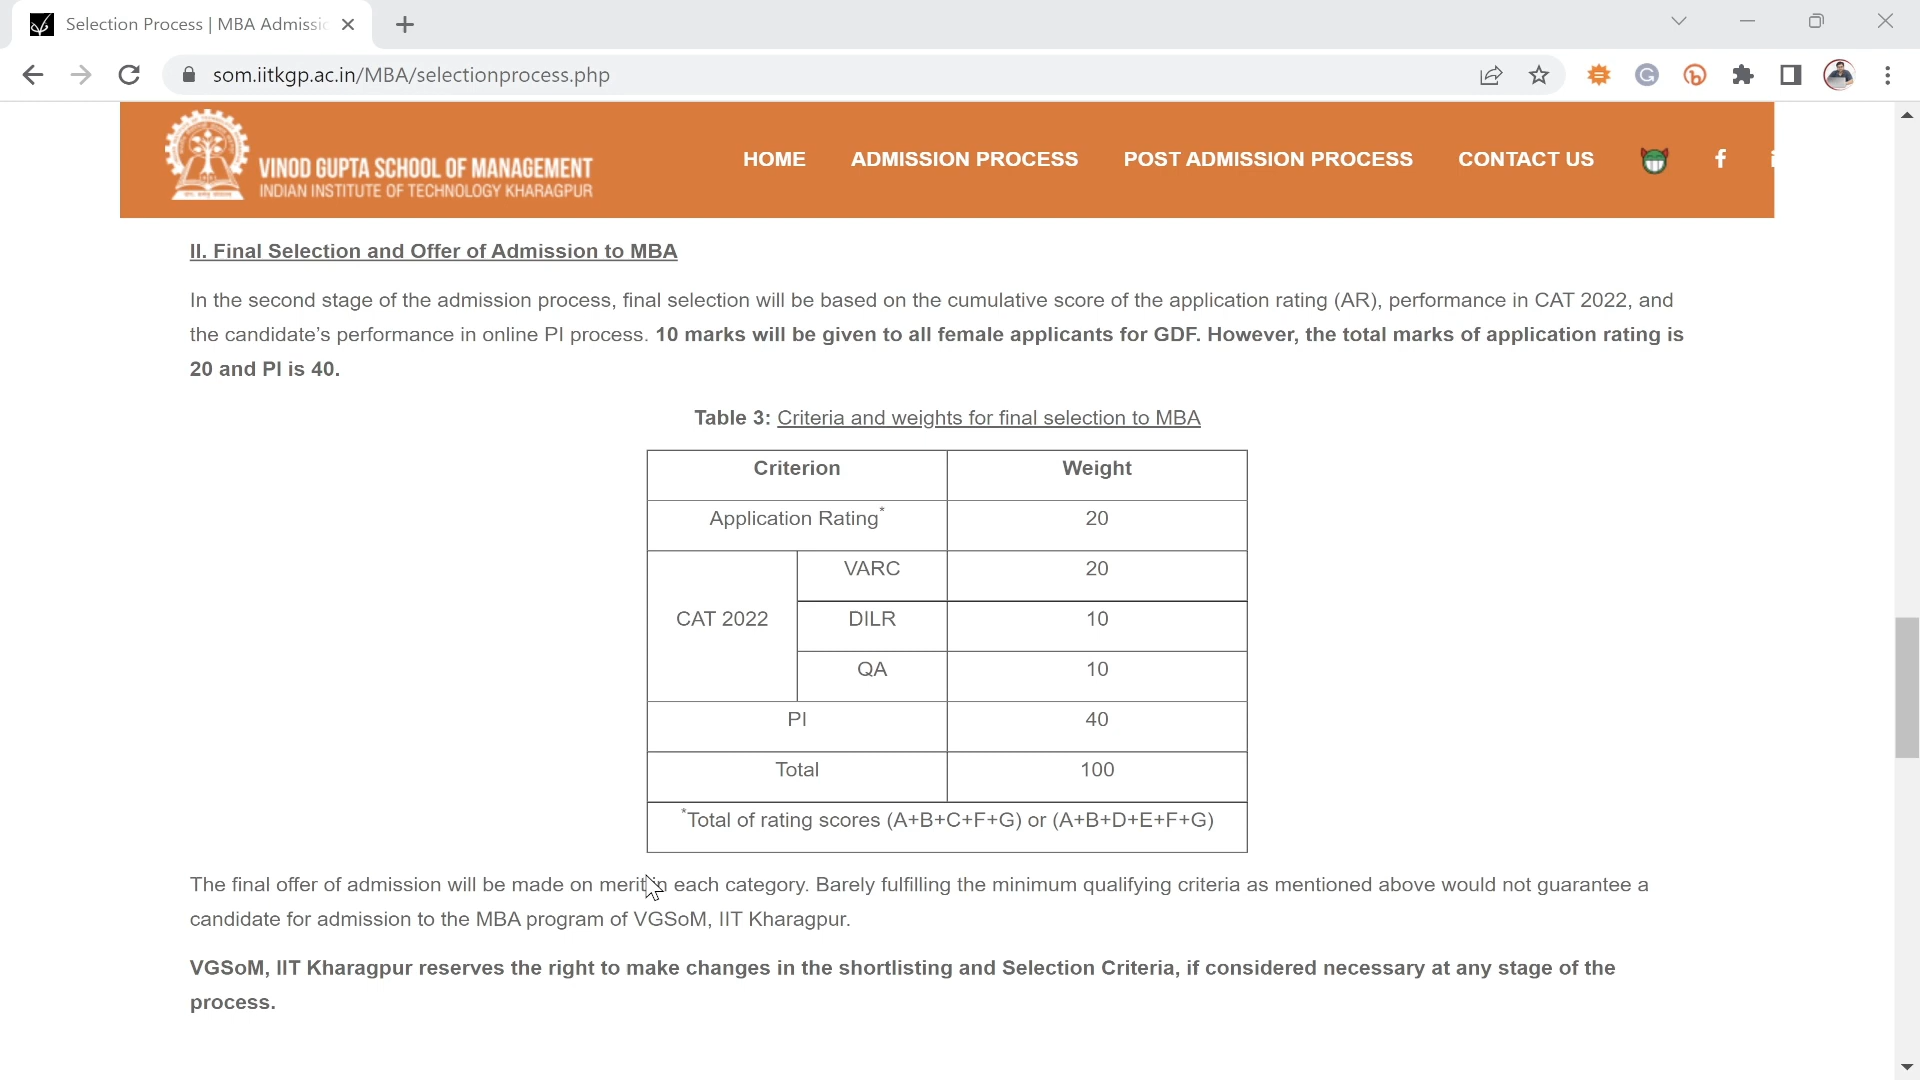 Selection Process | MBA Admissi
som.iitkgp.ac.in/MBA/selectionprocess.php
VINOD GUPTA SCHOOL OF MANAGEMENT
INDIAN INSTITUTE OF TECHNOLOGY KHARAGPUR
HOME ADMISSION PROCESS POST ADMISSION PROCESS CONTACT US
II. Final Selection and Offer of Admission to MBA
In the second stage of the admission process, final selection will be based on the cumulative score of the application rating (AR), performance in CAT 2022, and
the candidate’s performance in online PI process. 10 marks will be given to all female applicants for GDF. However, the total marks of application rating is
20 and PI is 40.
Table 3: Criteria and weights for final selection to MBA
Criterion Weight
Application Rating* 20
VARC 20
CAT 2022 DILR 10
QA 10
PI 40
Total 100
*Total of rating scores (A+B+C+F+G) or (A+B+D+E+F+G)
The final offer of admission will be made on merit in each category. Barely fulfilling the minimum qualifying criteria as mentioned above would not guarantee a
candidate for admission to the MBA program of VGSoM, IIT Kharagpur.
VGSoM, IIT Kharagpur reserves the right to make changes in the shortlisting and Selection Criteria, if considered necessary at any stage of the
process.